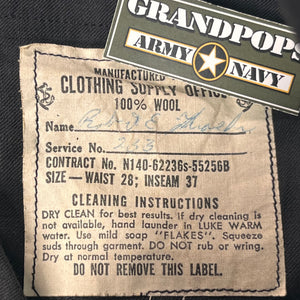 GRANDPOPS
ARMY NAVY
MANUFACTURED
CLOTHING SUPPLY OFFICE
100% WOOL
Name
Service No. 253
CONTRACT No. N140-62236s-55256B
SIZE—WAIST 28; INSEAM 37
CLEANING INSTRUCTIONS
DRY CLEAN for best results. If dry cleaning is
not available, hand launder in LUKE WARM
water. Use mild soap "FLAKES". Squeeze
suds through garment. DO NOT rub or wring.
Dry at normal temperature.
DO NOT REMOVE THIS LABEL.